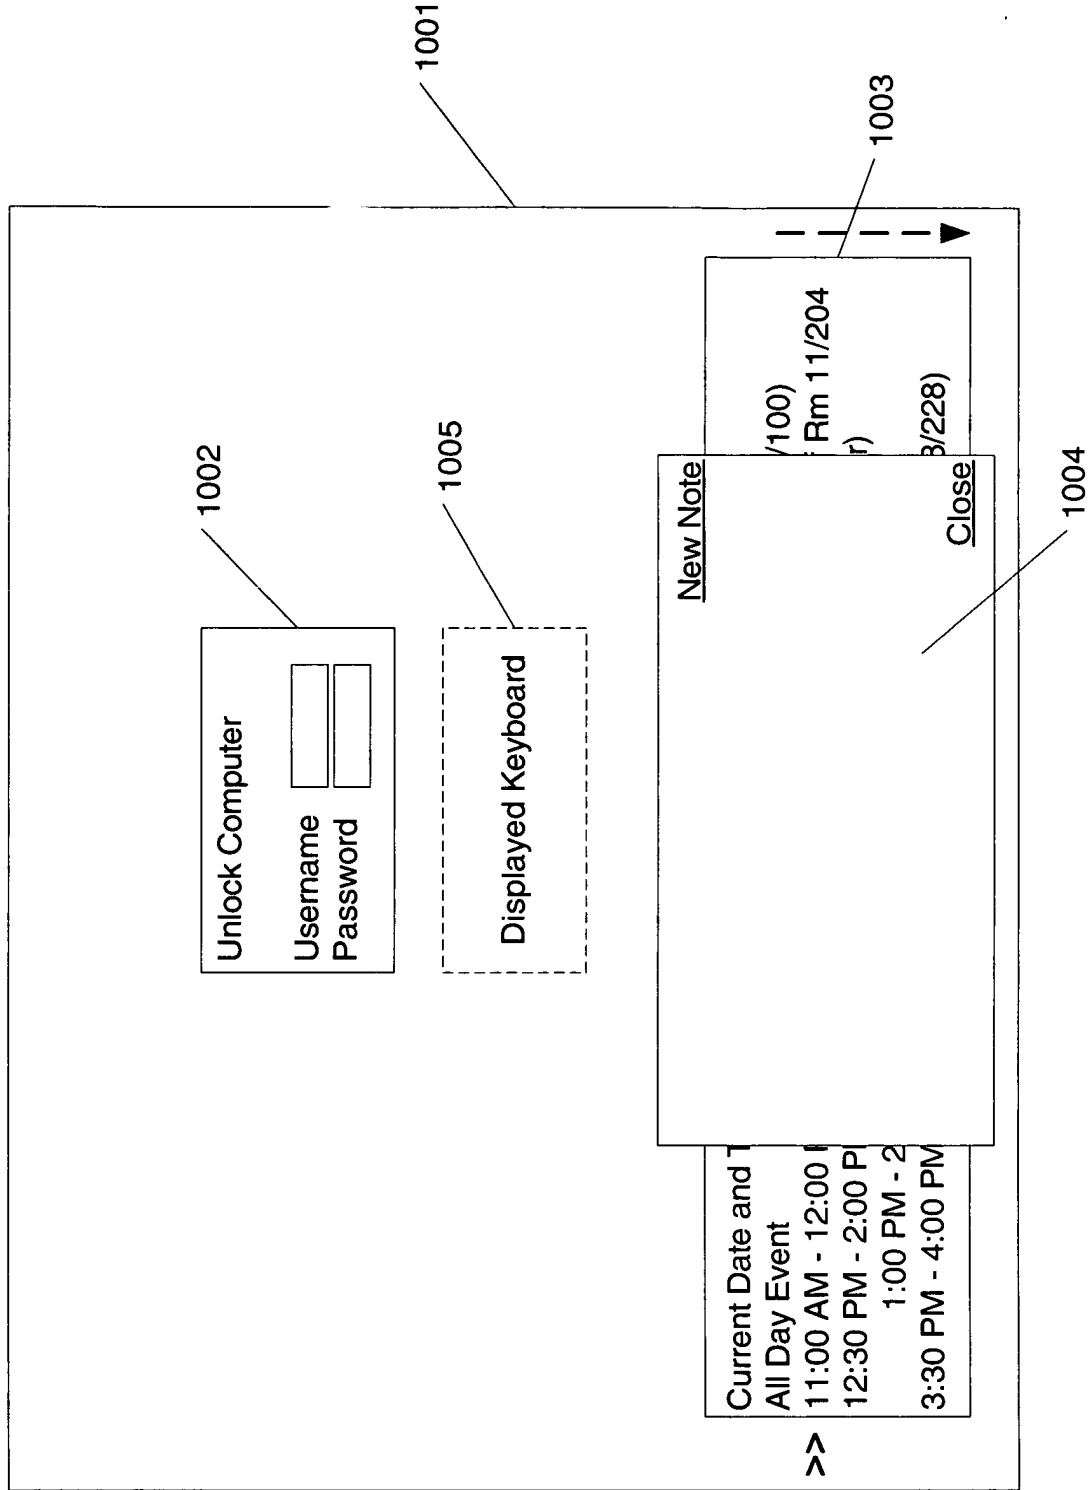 1002
Unlock Computer
Username
Password
1001
1005
Displayed Keyboard
New Note
Current Date and T
All Day Event /100)
>> 11:00 AM - 12:00 Rm 11/204
12:30 PM - 2:00 r)
1003
1:00 PM - 2
3:30 PM - 4:00 PM /228)
Close
1004